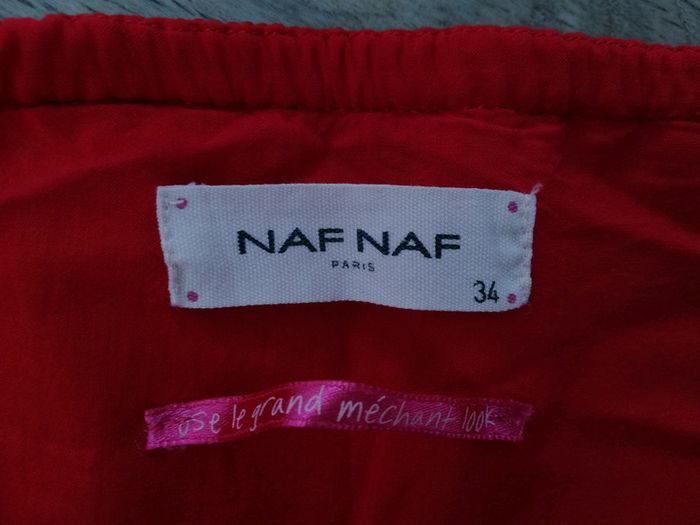 NAF NAF
PARIS
34
ose le grand méchant look